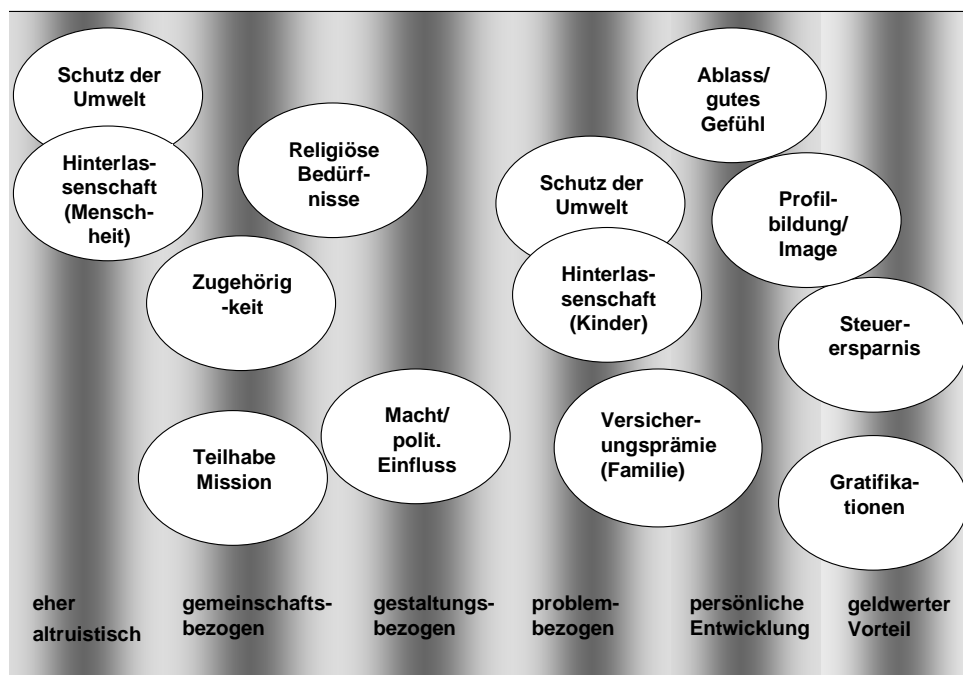 Schutz der
Umwelt
Hinterlas-
senschaft
(Mensch-
heit)
Religiöse
Bedürf-
nisse
Zugehörig
-keit
Teilhabe
Mission
Macht/
polit.
Einfluss
Schutz der
Umwelt
Hinterlas-
senschaft
(Kinder)
Versicher-
ungsprämie
(Familie)
Ablass/
gutes
Gefühl
Profil-
bildung/
Image
Steuer-
ersparnis
Gratifika-
tionen
eher
altruistisch
gemeinschafts-
bezogen
gestaltungs-
bezogen
problem-
bezogen
persönliche
Entwicklung
geldwerter
Vorteil